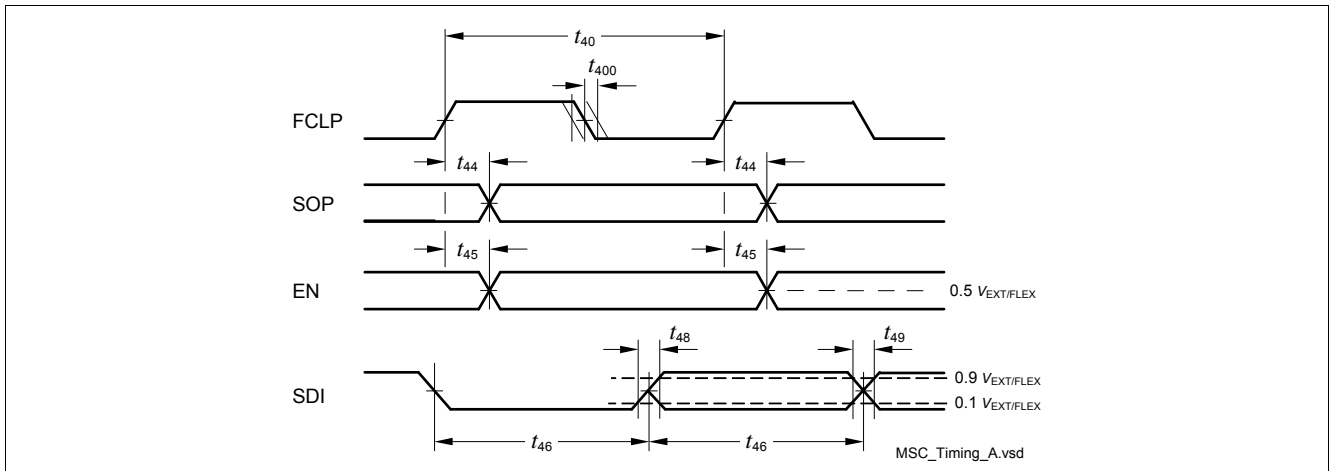 t40
t400
FCLP
t44 t44
SOP
t45 t45
EN
0.5 VEXT/FLEX
t48 t49
0.9 VEXT/FLEX
SDI
0.1 VEXT/FLEX
t46 t46
MSC_Timing_A.vsd